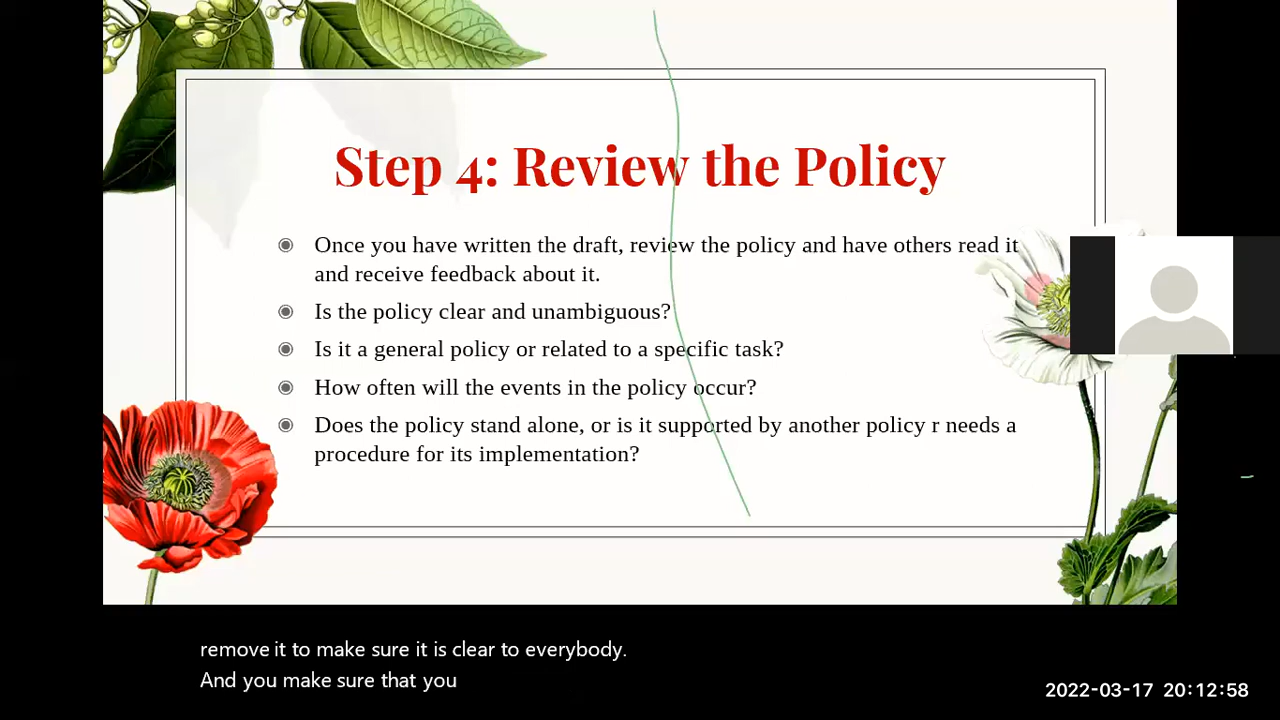 Step 4: Review the Policy
Once you have written the draft, review the policy and have others read it
and receive feedback about it.
Is the policy clear and unambiguous?
Is it a general policy or related to a specific task?
How often will the events in the policy occur?
Does the policy stand alone, or is it supported by another policy r needs a
procedure for its implementation?
remove it to make sure it is clear to everybody.
And you make sure that you
2022-03-17 20:12:58